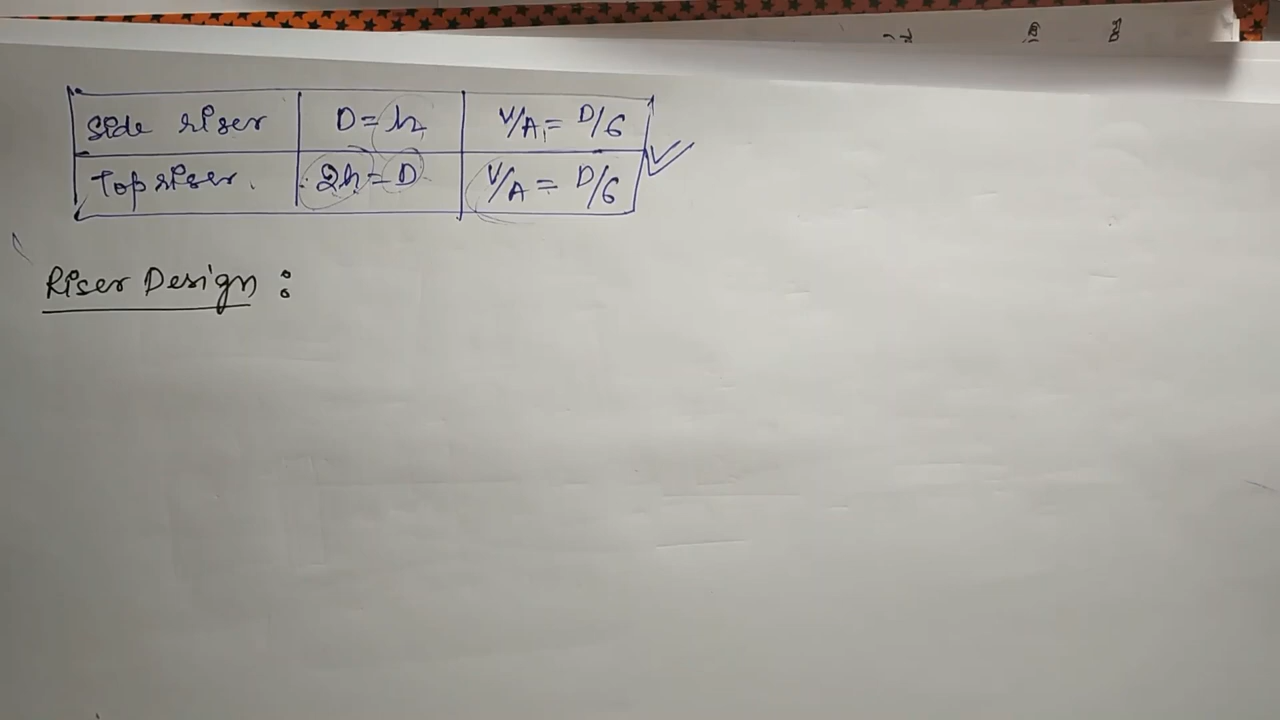 Side riser D = h V/A = D/6
Top riser. 2h = D V/A = D/6
Riser Design :